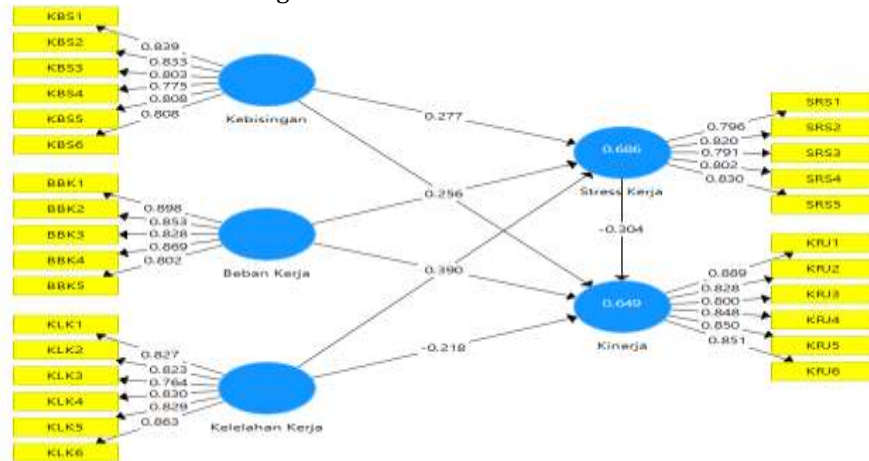 KBS1
KBS2
KBS3
KBS4
KBS5
KBS6
0.839
0.833
0.803
0.775
0.808
0.808
Kebisingan
BBK1
BBK2
BBK3
BBK4
BBK5
0.898
0.853
0.828
0.869
0.802
Beban Kerja
KLK1
KLK2
KLK3
KLK4
KLK5
KLK6
0.827
0.823
0.764
0.830
0.829
0.863
Kelelahan Kerja
0.277
0.256
0.390
-0.218
-0.304
0.686
Stress Kerja
0.649
Kinerja
0.796
0.820
0.791
0.802
0.830
SRS1
SRS2
SRS3
SRS4
SRS5
0.889
0.828
0.800
0.848
0.850
0.851
KRJ1
KRJ2
KRJ3
KRJ4
KRJ5
KRJ6